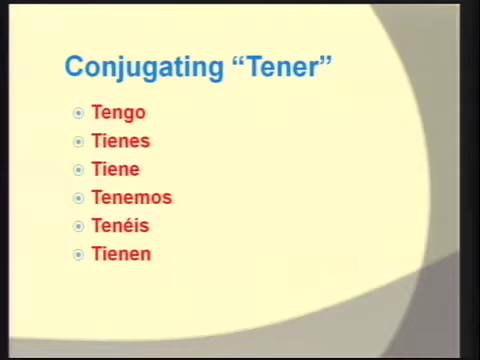 Conjugating “Tener”
Tengo
Tienes
Tiene
Tenemos
Tenéis
Tienen